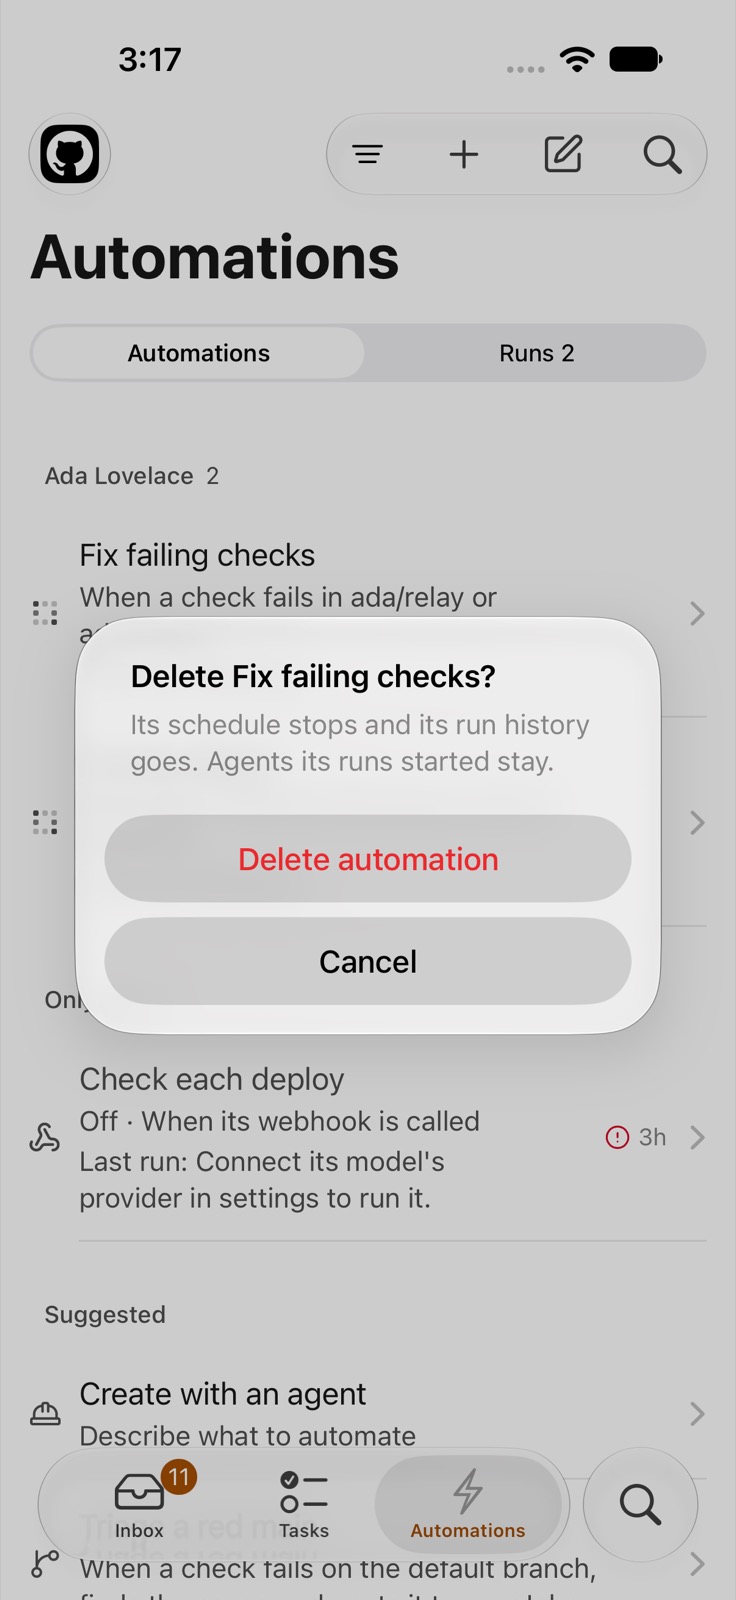 3:17
Automations
Automations
Runs 2
Ada Lovelace 2
Fix failing checks
When a check fails in ada/relay or
Delete Fix failing checks?
Its schedule stops and its run history
goes. Agents its runs started stay.
Delete automation
Cancel
Check each deploy
Off · When its webhook is called
3h
Last run: Connect its model's
provider in settings to run it.
Suggested
Create with an agent
Describe what to automate
11
Inbox
Tasks
Automations
When a check fails on the default branch,